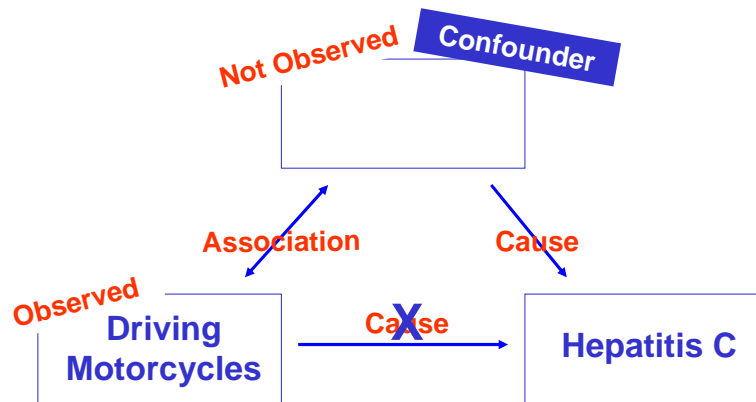 Not Observed
Confounder
Association
Cause
Observed
Driving
Motorcycles
Cause
X
Hepatitis C